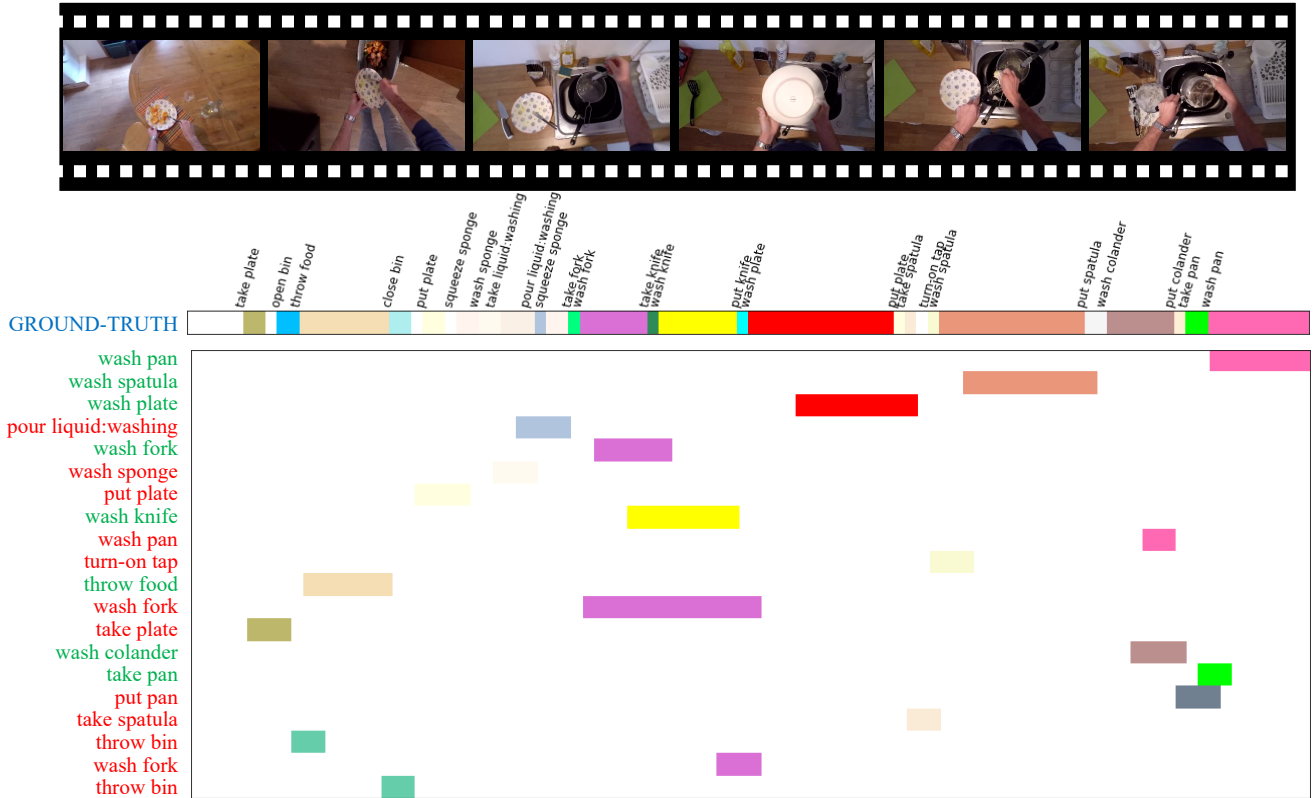 take plate
open bin
throw food
close bin
put plate
squeeze sponge
wash sponge
take liquid:washing
pour liquid:washing
squeeze sponge
take fork
wash fork
take knife
wash knife
put knife
wash plate
put plate
take spatula
turn-on tap
wash spatula
put spatula
wash colander
put colander
take pan
wash pan
GROUND-TRUTH
wash pan
wash spatula
wash plate
pour liquid:washing
wash fork
wash sponge
put plate
wash knife
wash pan
turn-on tap
throw food
wash fork
take plate
wash colander
take pan
put pan
take spatula
throw bin
wash fork
throw bin